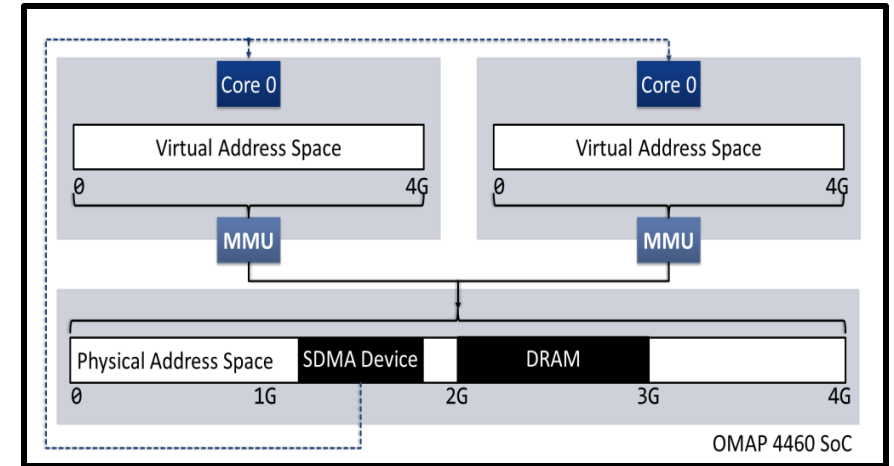 Core 0
Core 0
Virtual Address Space
Virtual Address Space
0 4G
0 4G
MMU
MMU
Physical Address Space SDMA Device DRAM
0 1G 2G 3G 4G
OMAP 4460 SoC